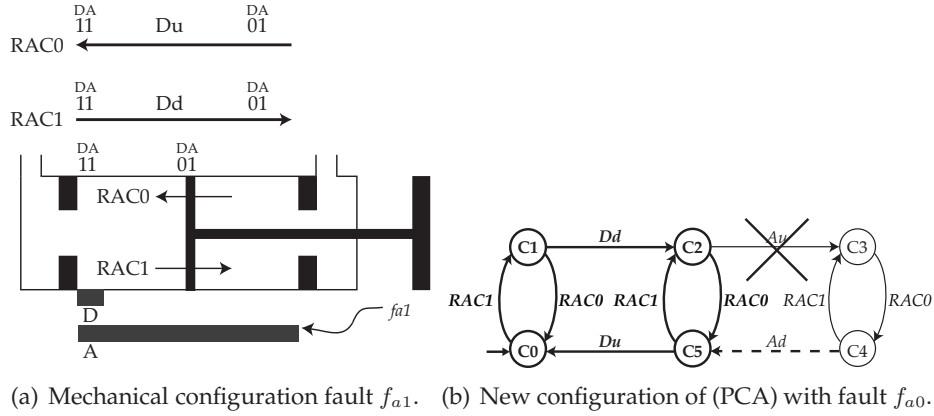 DA DA
11 Du 01
RAC0
DA DA
11 Dd 01
RAC1
DA DA
11 01
RAC0
RAC1
D
A
fa1
C1 Dd C2 Au C3
RAC1 RAC0 RAC1 RAC0 RAC1 RAC0
C0 Du C5 Ad C4
(a) Mechanical configuration fault fa1. (b) New configuration of (PCA) with fault fa0.